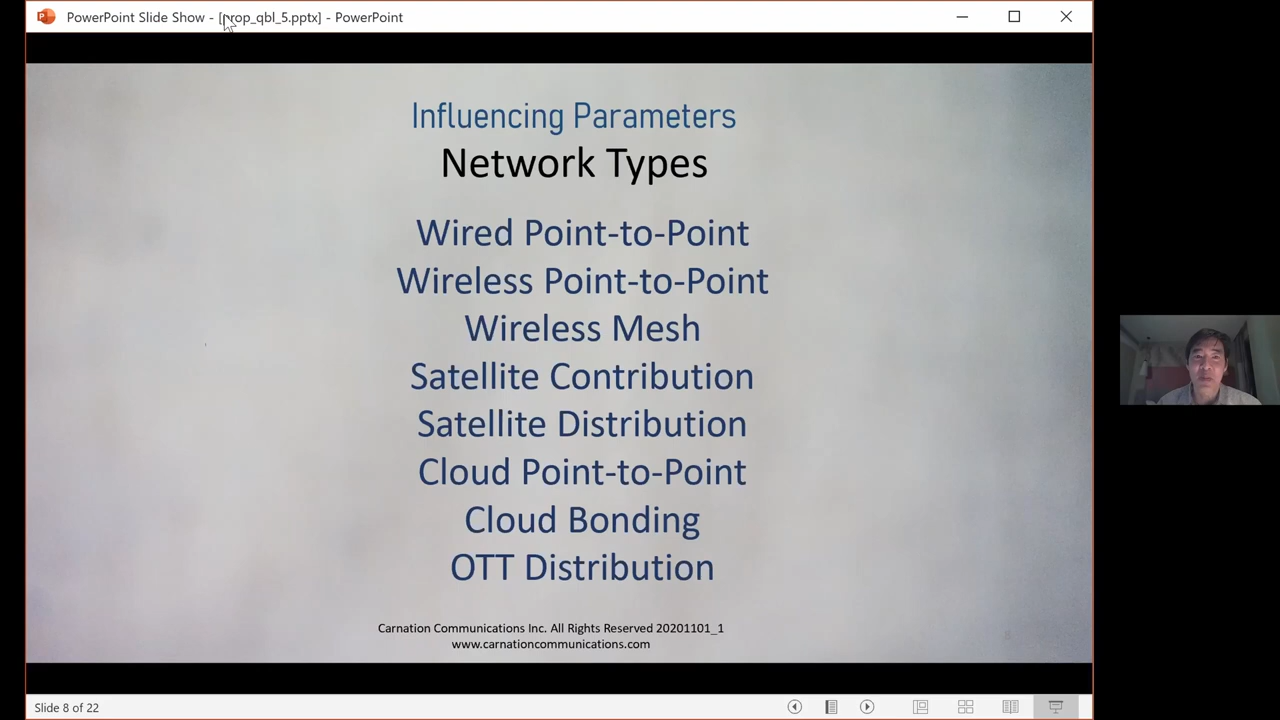 PowerPoint Slide Show - [prop_qbl_5.pptx] - PowerPoint
Influencing Parameters
Network Types
Wired Point-to-Point
Wireless Point-to-Point
Wireless Mesh
Satellite Contribution
Satellite Distribution
Cloud Point-to-Point
Cloud Bonding
OTT Distribution
Carnation Communications Inc. All Rights Reserved 20201101_1
www.carnationcommunications.com
Slide 8 of 22